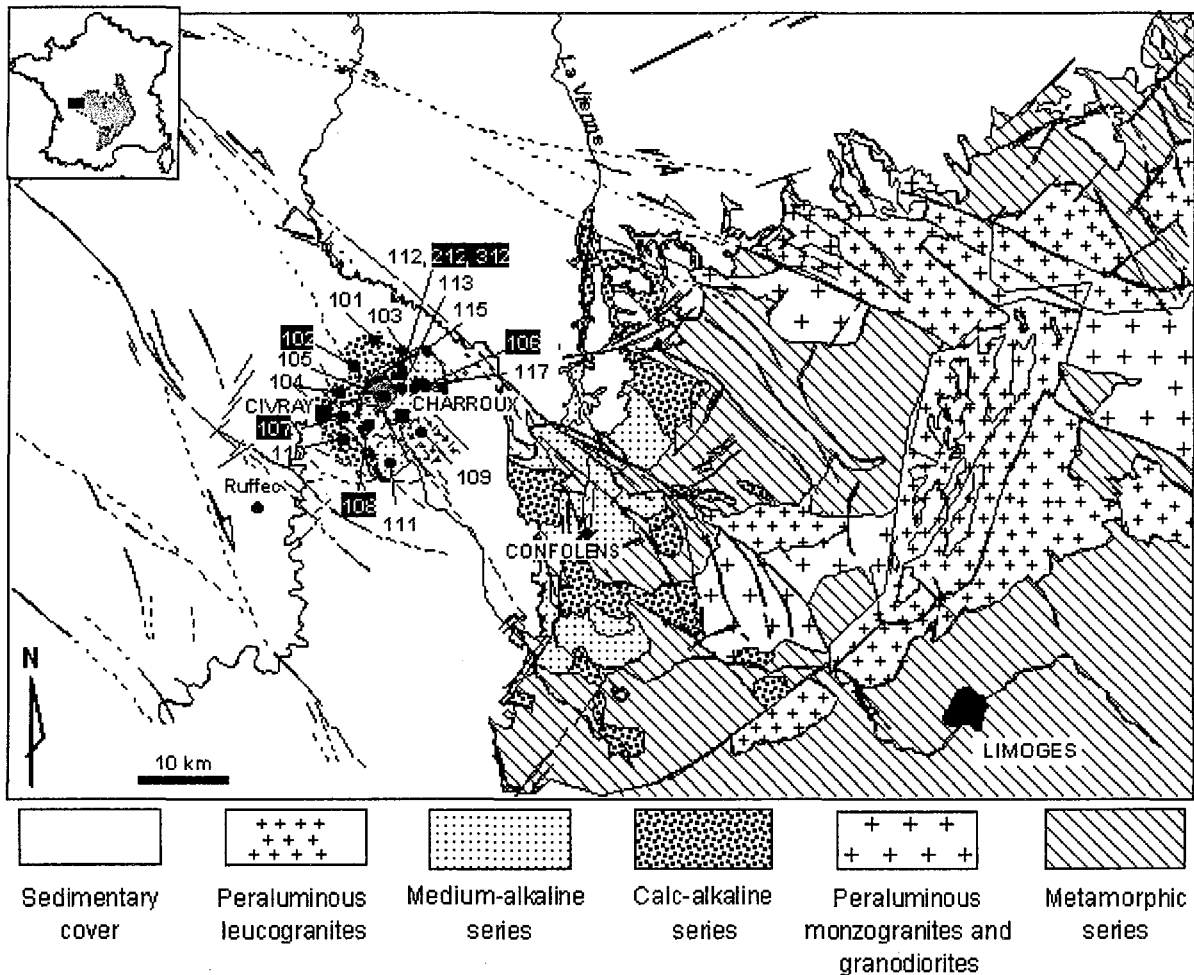 La Vienne
112, 212, 312
113
101
103
115
102
106
105
117
104
CIVRAY
CHARROUX
107
109
Ruffec
108
111
CONFOLENS
N
10 km
LIMOGES
Sedimentary
cover
Peraluminous
leucogranites
Medium-alkaline
series
Calc-alkaline
series
Peraluminous
monzogranites and
granodiorites
Metamorphic
series